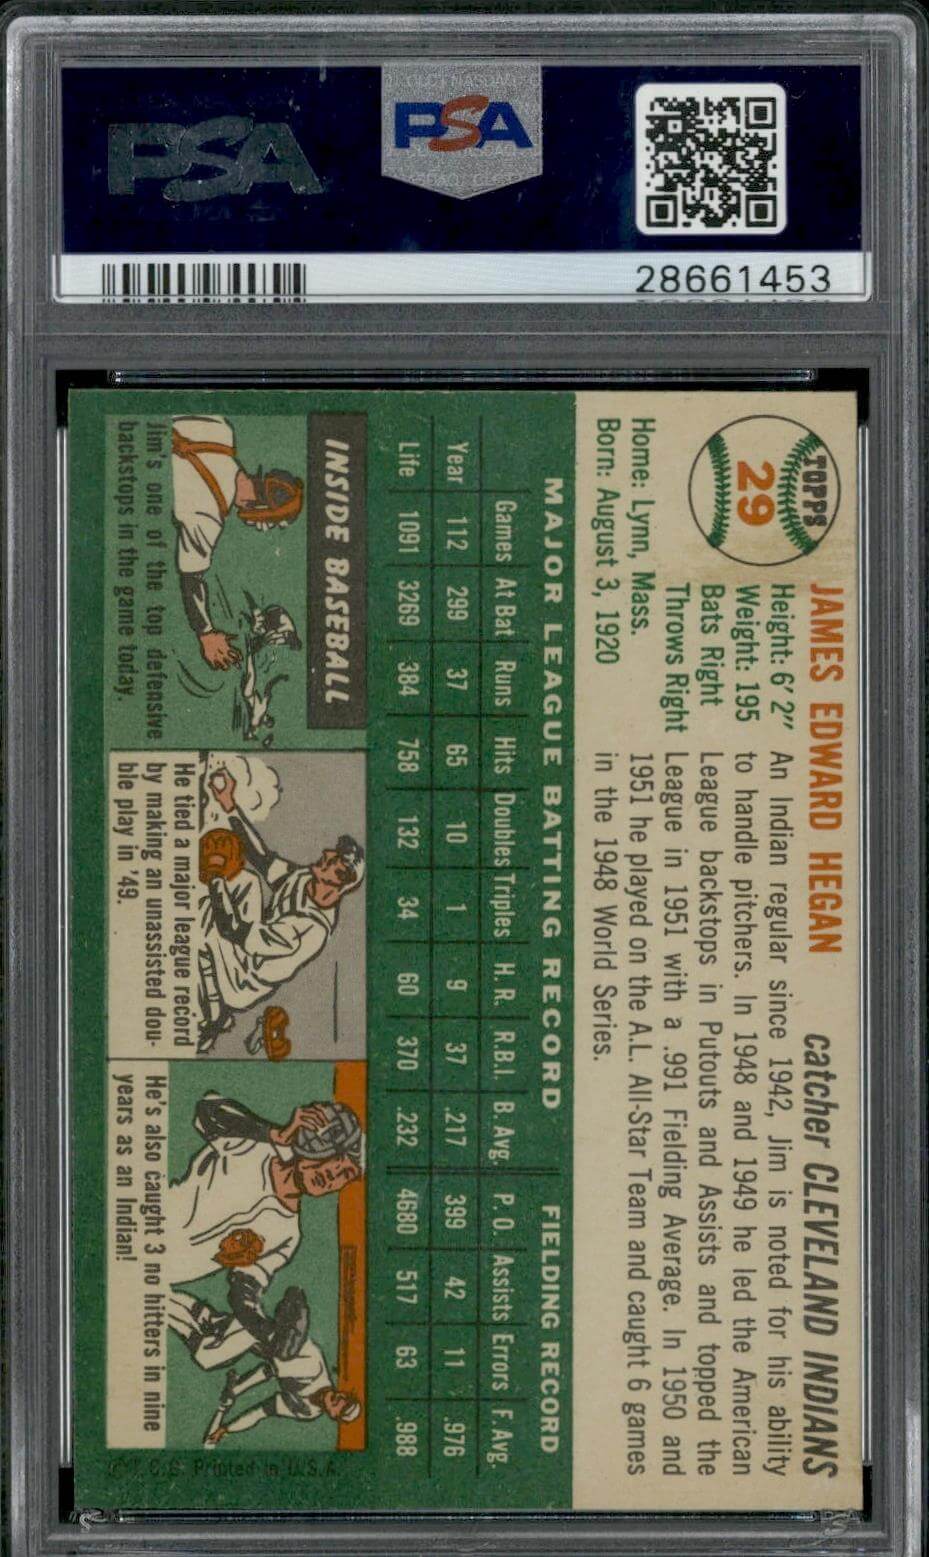 PSA
PSA
28661453
TOPPS
29
JAMES EDWARD HEGAN
catcher CLEVELAND INDIANS
Height: 6' 2"
Weight: 195
Bats Right
Throws Right
Home: Lynn, Mass.
Born: August 3, 1920
An Indian regular since 1942, Jim is noted for his ability
to handle pitchers. In 1948 and 1949 he led the American
League backstops in Putouts and Assists and topped the
League in 1951 with a .991 Fielding Average. In 1950 and
1951 he played on the A.L. All-Star Team and caught 6 games
in the 1948 World Series.
MAJOR LEAGUE BATTING RECORD FIELDING RECORD
Games At Bat Runs Hits Doubles Triples H. R. R.B.I. B. Avg. P. O. Assists Errors F. Avg.
Year 112 299 37 65 10 1 9 37 .217 399 42 11 .976
Life 1091 3269 384 758 132 34 60 370 .232 4680 517 63 .988
INSIDE BASEBALL
Jim's one of the top defensive
backstops in the game today.
He tied a major league record
by making an unassisted dou-
ble play in '49.
He's also caught 3 no hitters in nine
years as an Indian!
T. C. G. Printed in U. S. A.